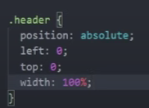 .header {
position: absolute;
left: 0;
top: 0;
width: 100%;
}